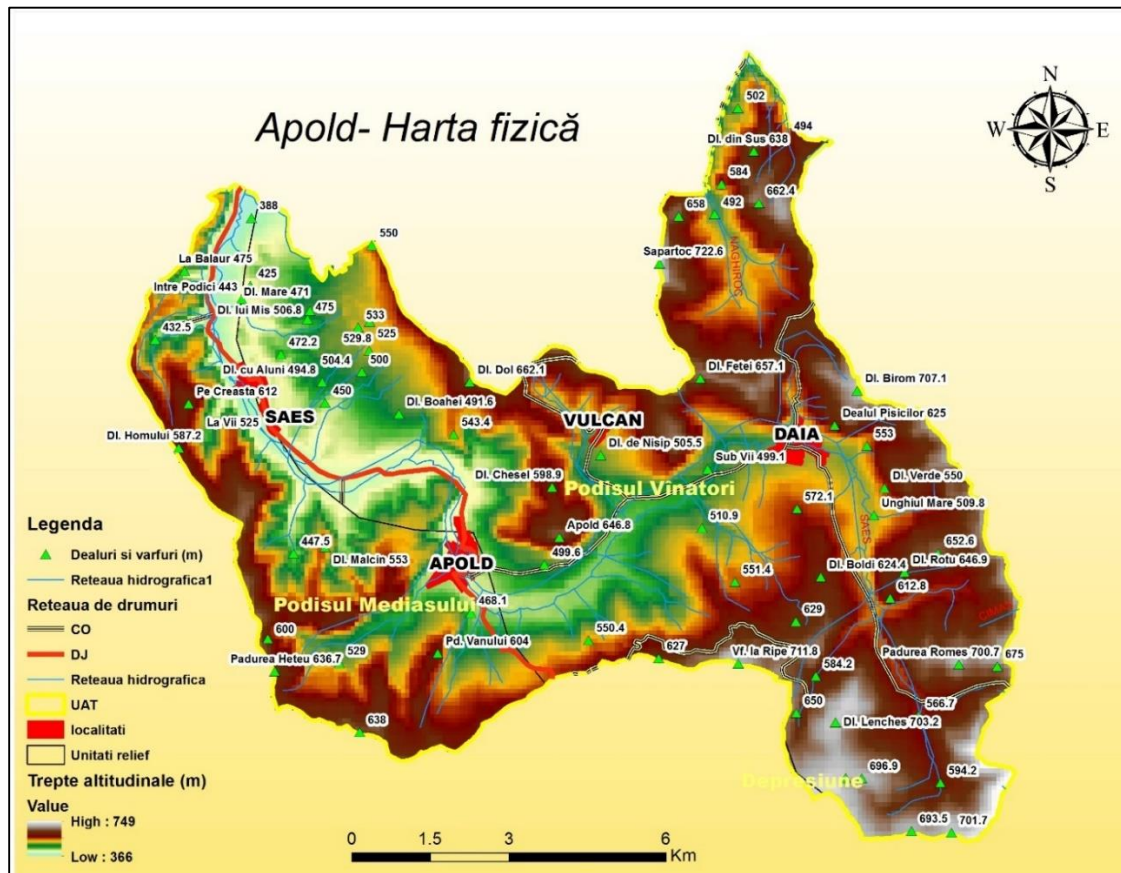 Apold- Harta fizică
N
W
E
S
502
494
Dl. din Sus 638
584
662.4
658
492
388
550
Sapartoc 722.6
NAGHIROS
La Balaur 475
425
Intre Podici 443
Dl. Mare 471
Dl. lui Mis 506.8
475
533
432.5
529.8
525
472.2
504.4
500
Dl. cu Aluni 494.8
450
Dl. Dol 662.1
Dl. Fetei 657.1
Dl. Birom 707.1
Pe Creasta 612
SAES
Dl. Boahei 491.6
VULCAN
Dealul Pisicilor 625
La Vii 525
543.4
DAIA
553
Dl. Homului 587.2
Dl. de Nisip 505.5
Sub Vii 499.1
Dl. Chesel 598.9
Dl. Verde 550
Podisul Vînatori
Unghiul Mare 509.8
572.1
Apold 646.8
510.9
SAES
447.5
499.6
652.6
Dl. Malcin 553
APOLD
Dl. Rotu 646.9
Dl. Boldi 624.4
551.4
612.8
Podisul Mediasului
468.1
629
600
550.4
Pd. Vanului 604
627
Vf. la Ripe 711.8
Padurea Romes 700.7
675
Padurea Heteu 636.7
529
584.2
566.7
650
Dl. Lenches 703.2
638
Depresiune
696.9
594.2
693.5
701.7
Legenda
Dealuri si varfuri (m)
Reteaua hidrografica1
Reteaua de drumuri
CO
DJ
Reteaua hidrografica
UAT
localitati
Unitati relief
Trepte altitudinale (m)
Value
High : 749
Low : 366
0
1.5
3
6
Km